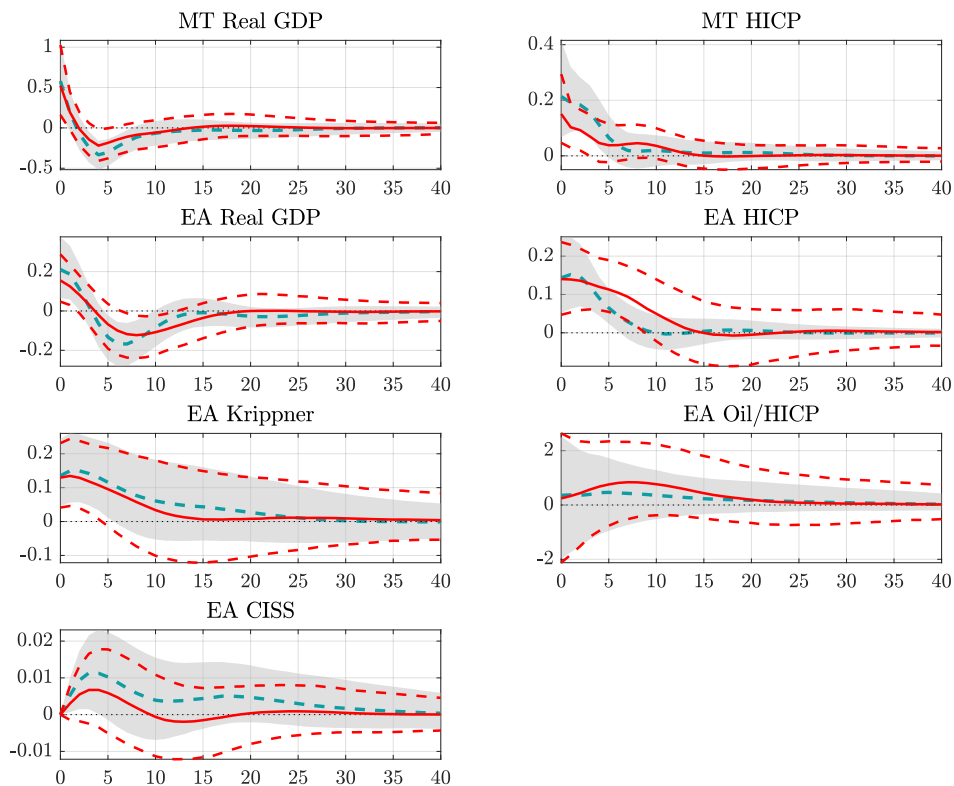 MT Real GDP
1
0.5
0
-0.5
0 5 10 15 20 25 30 35 40
MT HICP
0.4
0.2
0
0 5 10 15 20 25 30 35 40
EA Real GDP
0.2
0
-0.2
0 5 10 15 20 25 30 35 40
EA HICP
0.2
0.1
0
0 5 10 15 20 25 30 35 40
EA Krippner
0.2
0.1
0
-0.1
0 5 10 15 20 25 30 35 40
EA Oil/HICP
2
0
-2
0 5 10 15 20 25 30 35 40
EA CISS
0.02
0.01
0
-0.01
0 5 10 15 20 25 30 35 40